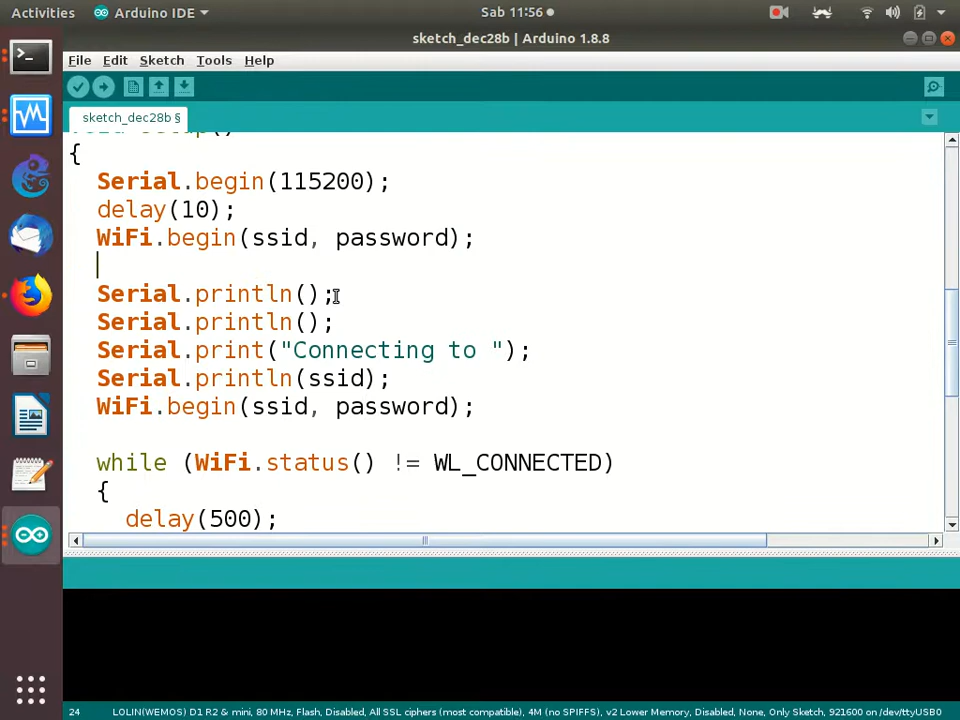 Activities Arduino IDE Sab 11:56
sketch_dec28b | Arduino 1.8.8
File Edit Sketch Tools Help
sketch_dec28b §
void setup()
{
Serial.begin(115200);
delay(10);
WiFi.begin(ssid, password);
Serial.println();
Serial.println();
Serial.print("Connecting to ");
Serial.println(ssid);
WiFi.begin(ssid, password);
while (WiFi.status() != WL_CONNECTED)
{
delay(500);
24 LOLIN(WEMOS) D1 R2 & mini, 80 MHz, Flash, Disabled, All SSL ciphers (most compatible), 4M (no SPIFFS), v2 Lower Memory, Disabled, None, Only Sketch, 921600 on /dev/ttyUSB0